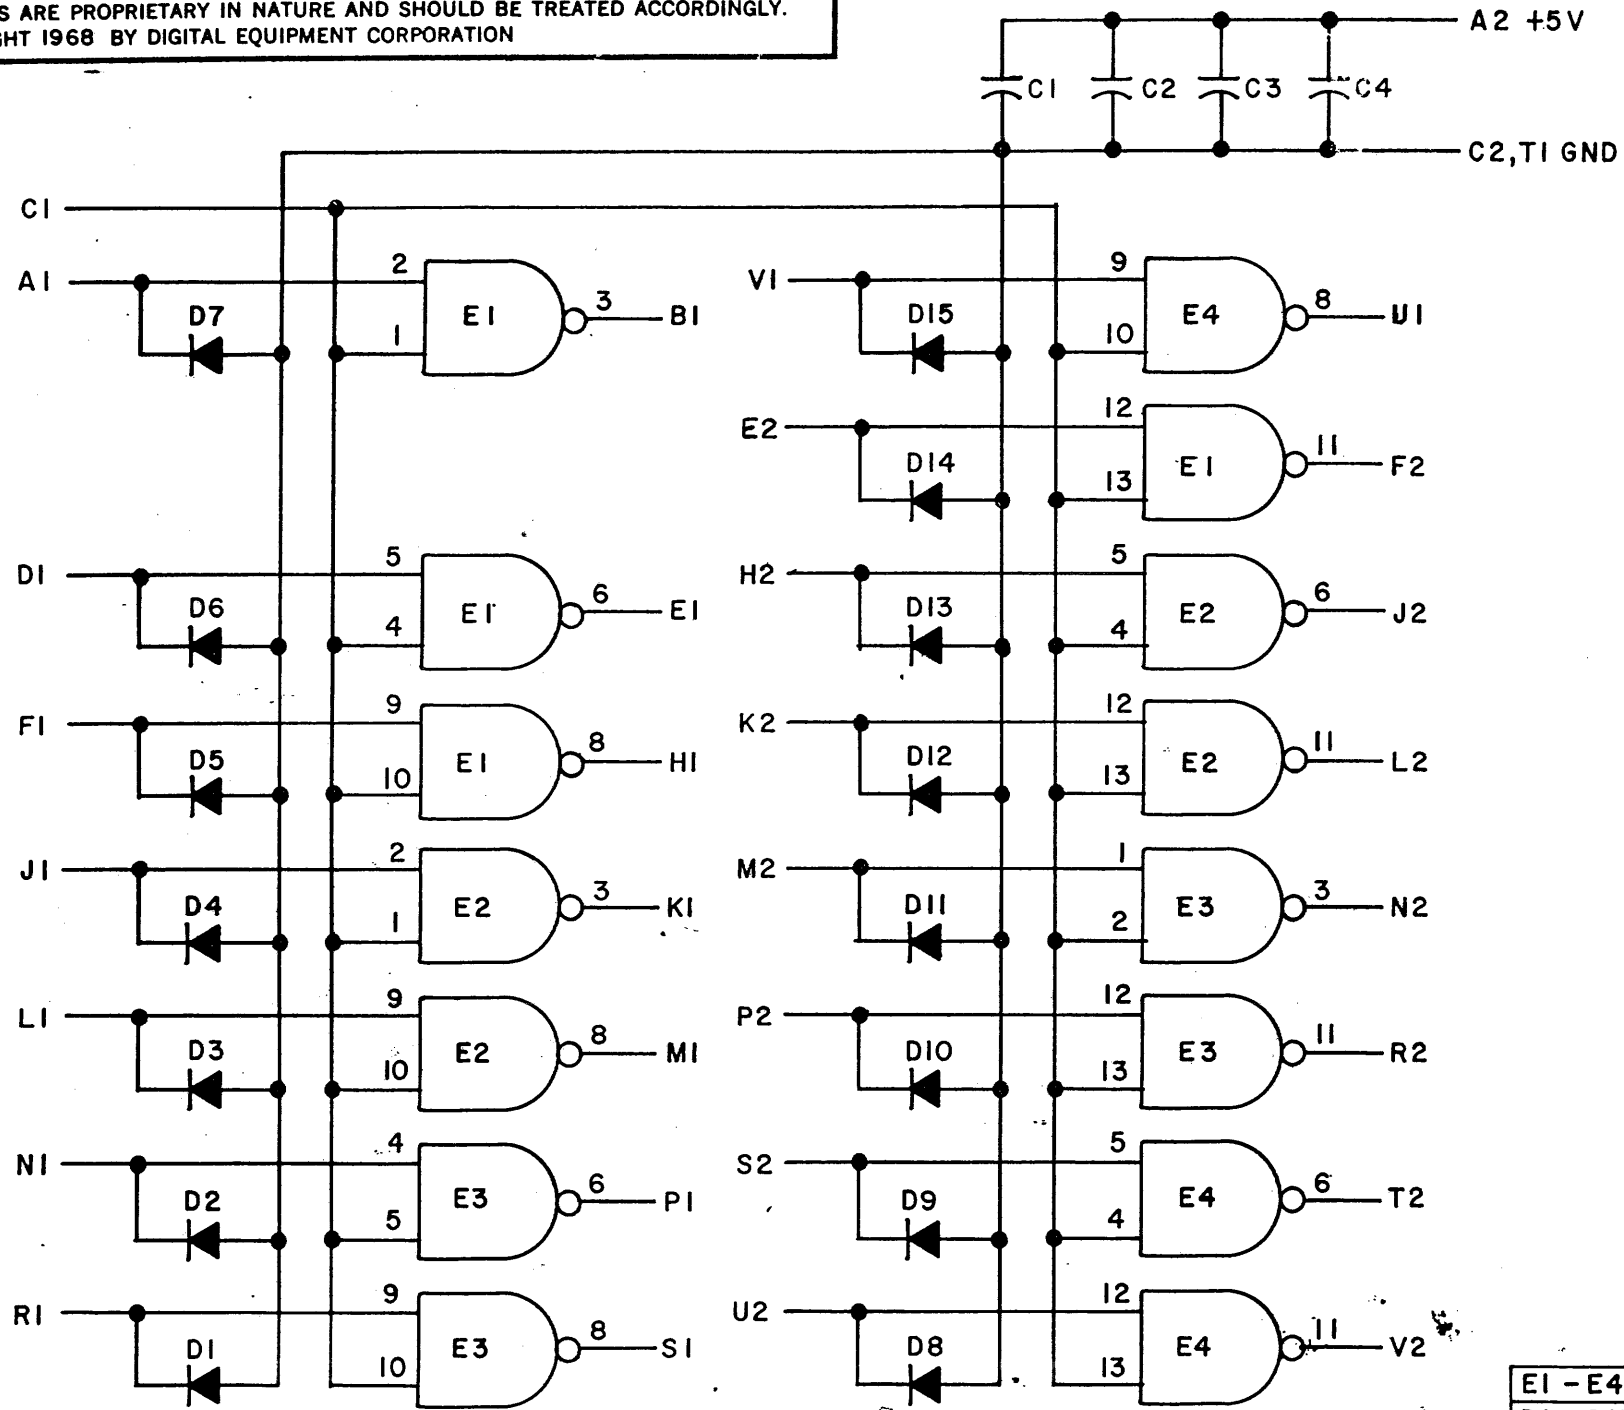 S ARE PROPRIETARY IN NATURE AND SHOULD BE TREATED ACCORDINGLY.
GHT 1968 BY DIGITAL EQUIPMENT CORPORATION
A2 +5V
C1 C2 C3 C4
C2,T1 GND
C1
A1 D7 2 1 E1 3 B1
V1 D15 9 10 E4 8 U1
E2 D14 12 13 E1 11 F2
D1 D6 5 4 E1 6 E1
H2 D13 5 4 E2 6 J2
F1 D5 9 10 E1 8 H1
K2 D12 12 13 E2 11 L2
J1 D4 2 1 E2 3 K1
M2 D11 1 2 E3 3 N2
L1 D3 9 10 E2 8 M1
P2 D10 12 13 E3 11 R2
N1 D2 4 5 E3 6 P1
S2 D9 5 4 E4 6 T2
R1 D1 9 10 E3 8 S1
U2 D8 12 13 E4 11 V2
E1 - E4